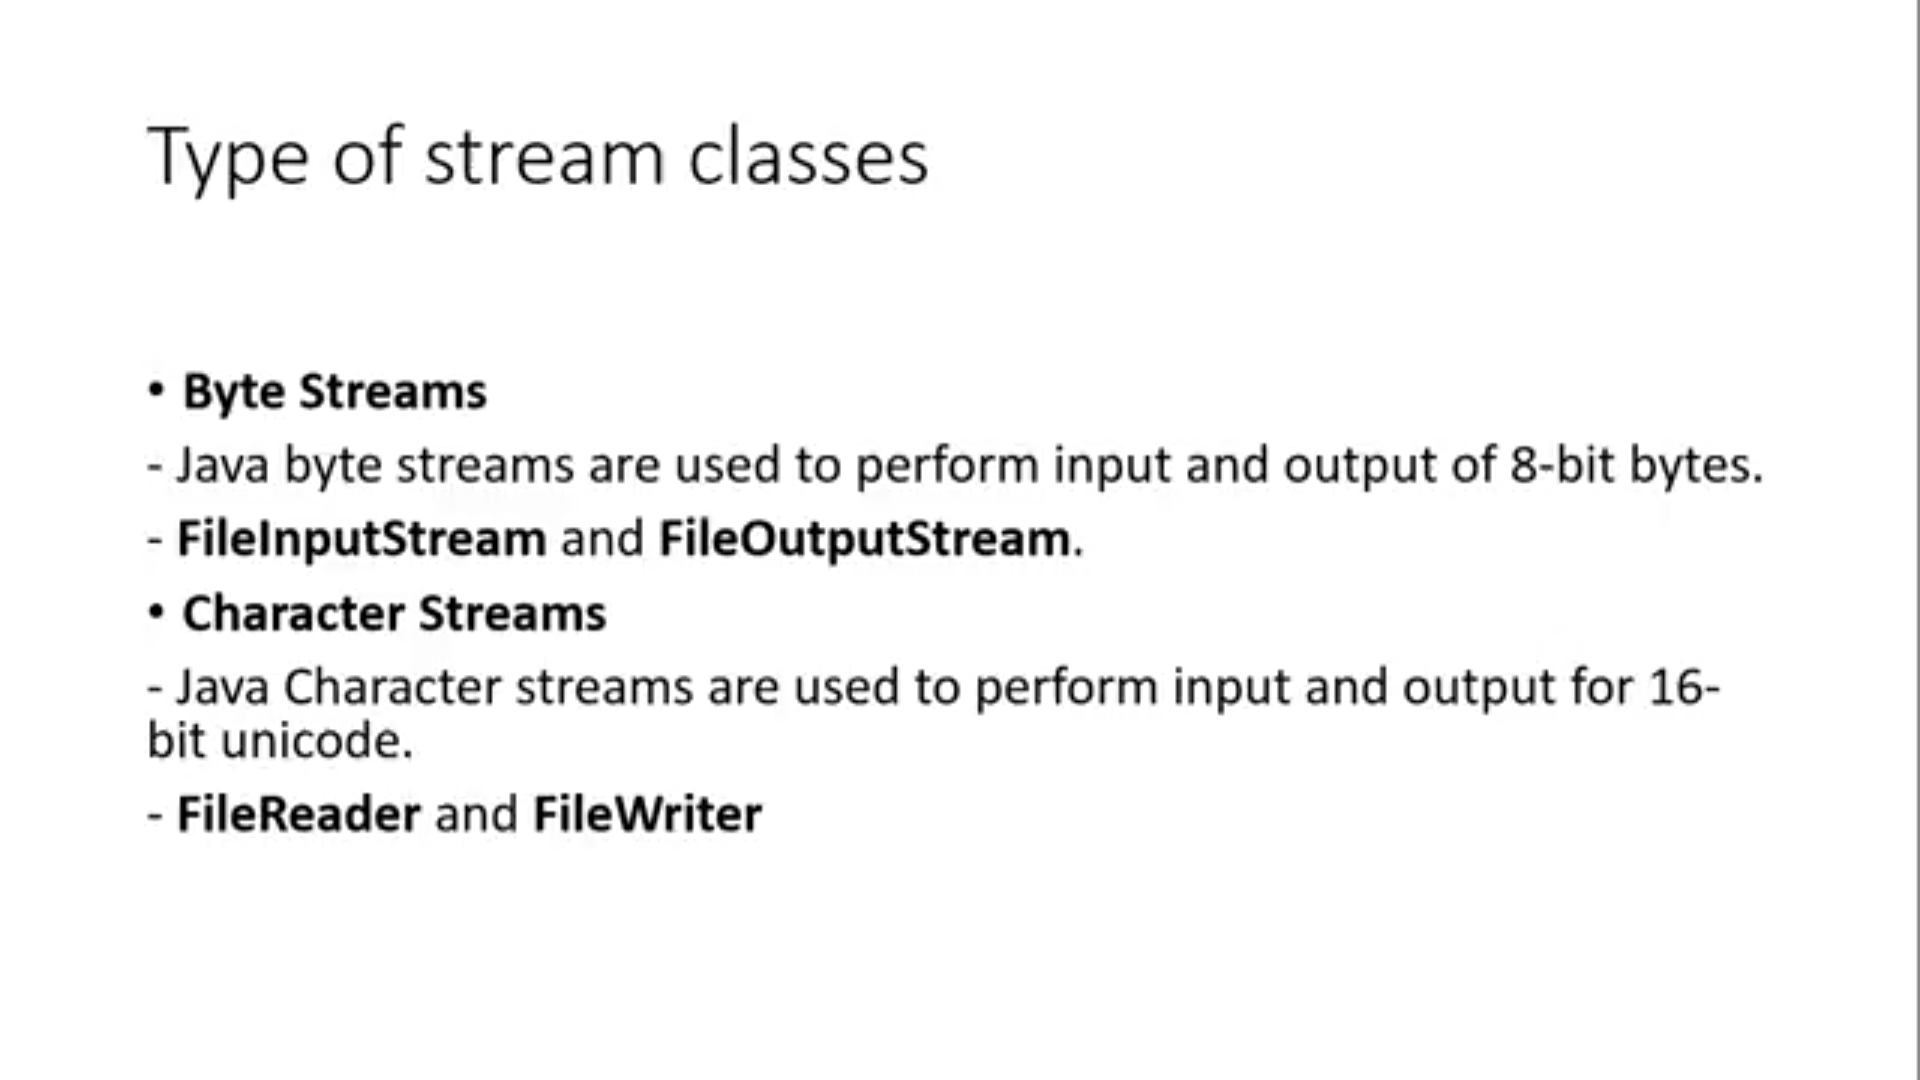 Type of stream classes
• Byte Streams
- Java byte streams are used to perform input and output of 8-bit bytes.
- FileInputStream and FileOutputStream.
• Character Streams
- Java Character streams are used to perform input and output for 16-
bit unicode.
- FileReader and FileWriter